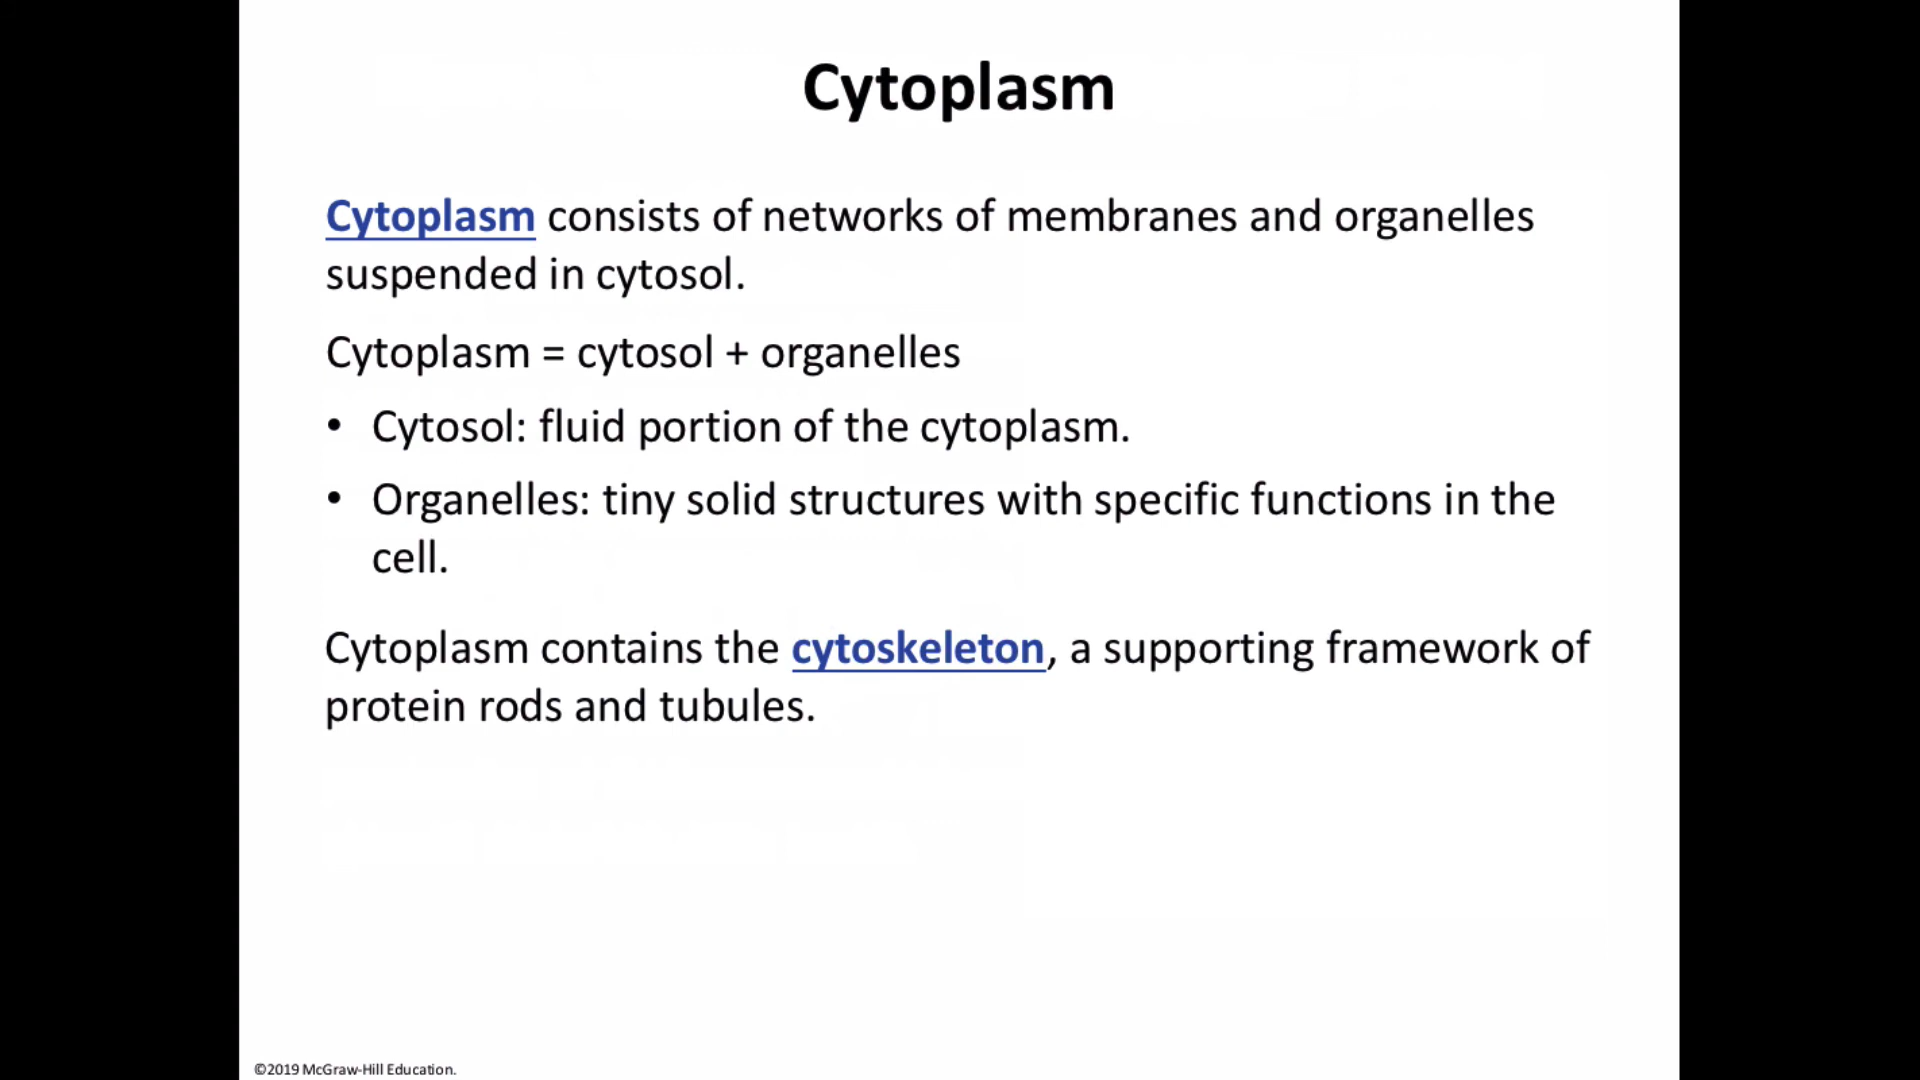 Cytoplasm
Cytoplasm consists of networks of membranes and organelles
suspended in cytosol.
Cytoplasm = cytosol + organelles
• Cytosol: fluid portion of the cytoplasm.
• Organelles: tiny solid structures with specific functions in the
cell.
Cytoplasm contains the cytoskeleton, a supporting framework of
protein rods and tubules.
©2019 McGraw-Hill Education.